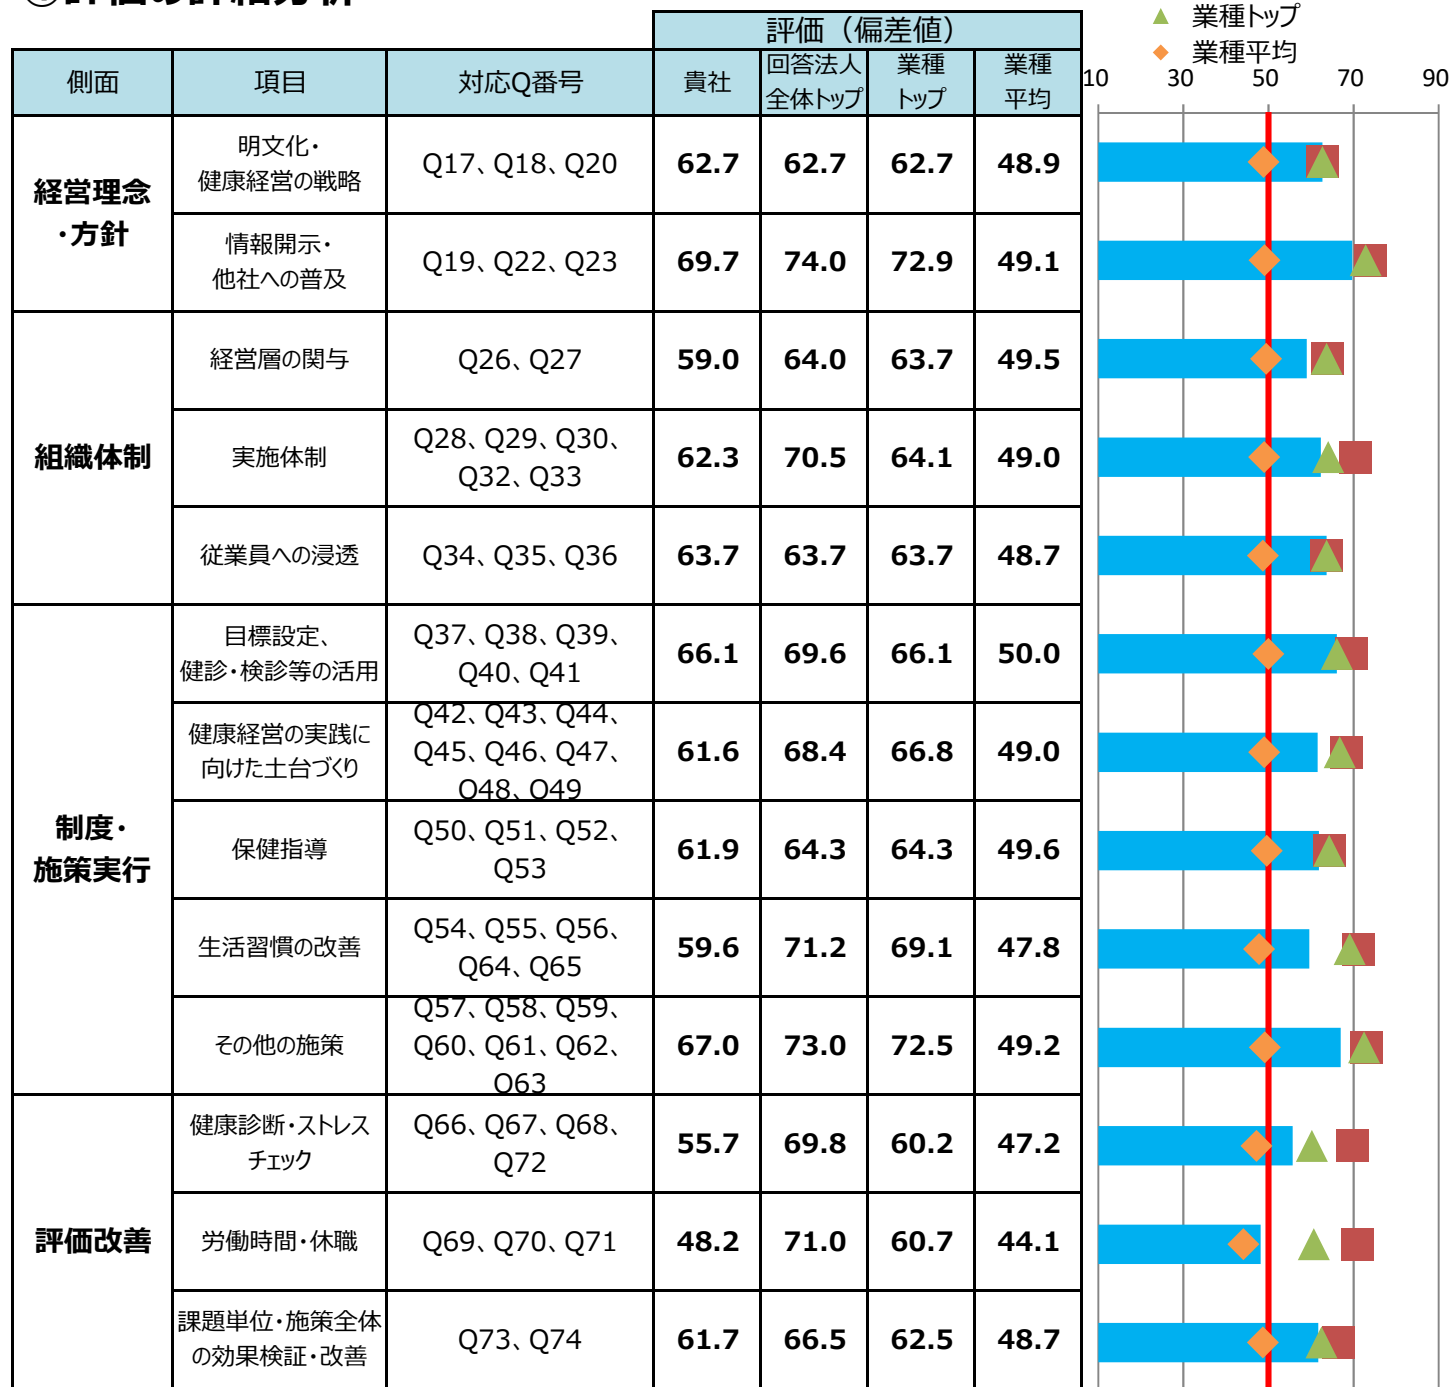 評価（偏差値）
▲ 業種トップ
◆ 業種平均
側面 項目 対応Q番号 貴社 回答法人 業種 業種
全体トップ トップ 平均
10 30 50 70 90
経営理念
・方針
明文化・
健康経営の戦略
Q17、Q18、Q20 62.7 62.7 62.7 48.9
情報開示・
他社への普及
Q19、Q22、Q23 69.7 74.0 72.9 49.1
組織体制
経営層の関与 Q26、Q27 59.0 64.0 63.7 49.5
実施体制
Q28、Q29、Q30、
Q32、Q33
62.3 70.5 64.1 49.0
従業員への浸透 Q34、Q35、Q36 63.7 63.7 63.7 48.7
制度・
施策実行
目標設定、
健診・検診等の活用
Q37、Q38、Q39、
Q40、Q41
66.1 69.6 66.1 50.0
健康経営の実践に
向けた土台づくり
Q42、Q43、Q44、
Q45、Q46、Q47、
Q48、Q49
61.6 68.4 66.8 49.0
保健指導
Q50、Q51、Q52、
Q53
61.9 64.3 64.3 49.6
生活習慣の改善
Q54、Q55、Q56、
Q64、Q65
59.6 71.2 69.1 47.8
その他の施策
Q57、Q58、Q59、
Q60、Q61、Q62、
Q63
67.0 73.0 72.5 49.2
評価改善
健康診断・ストレス
チェック
Q66、Q67、Q68、
Q72
55.7 69.8 60.2 47.2
労働時間・休職 Q69、Q70、Q71 48.2 71.0 60.7 44.1
課題単位・施策全体
の効果検証・改善
Q73、Q74 61.7 66.5 62.5 48.7